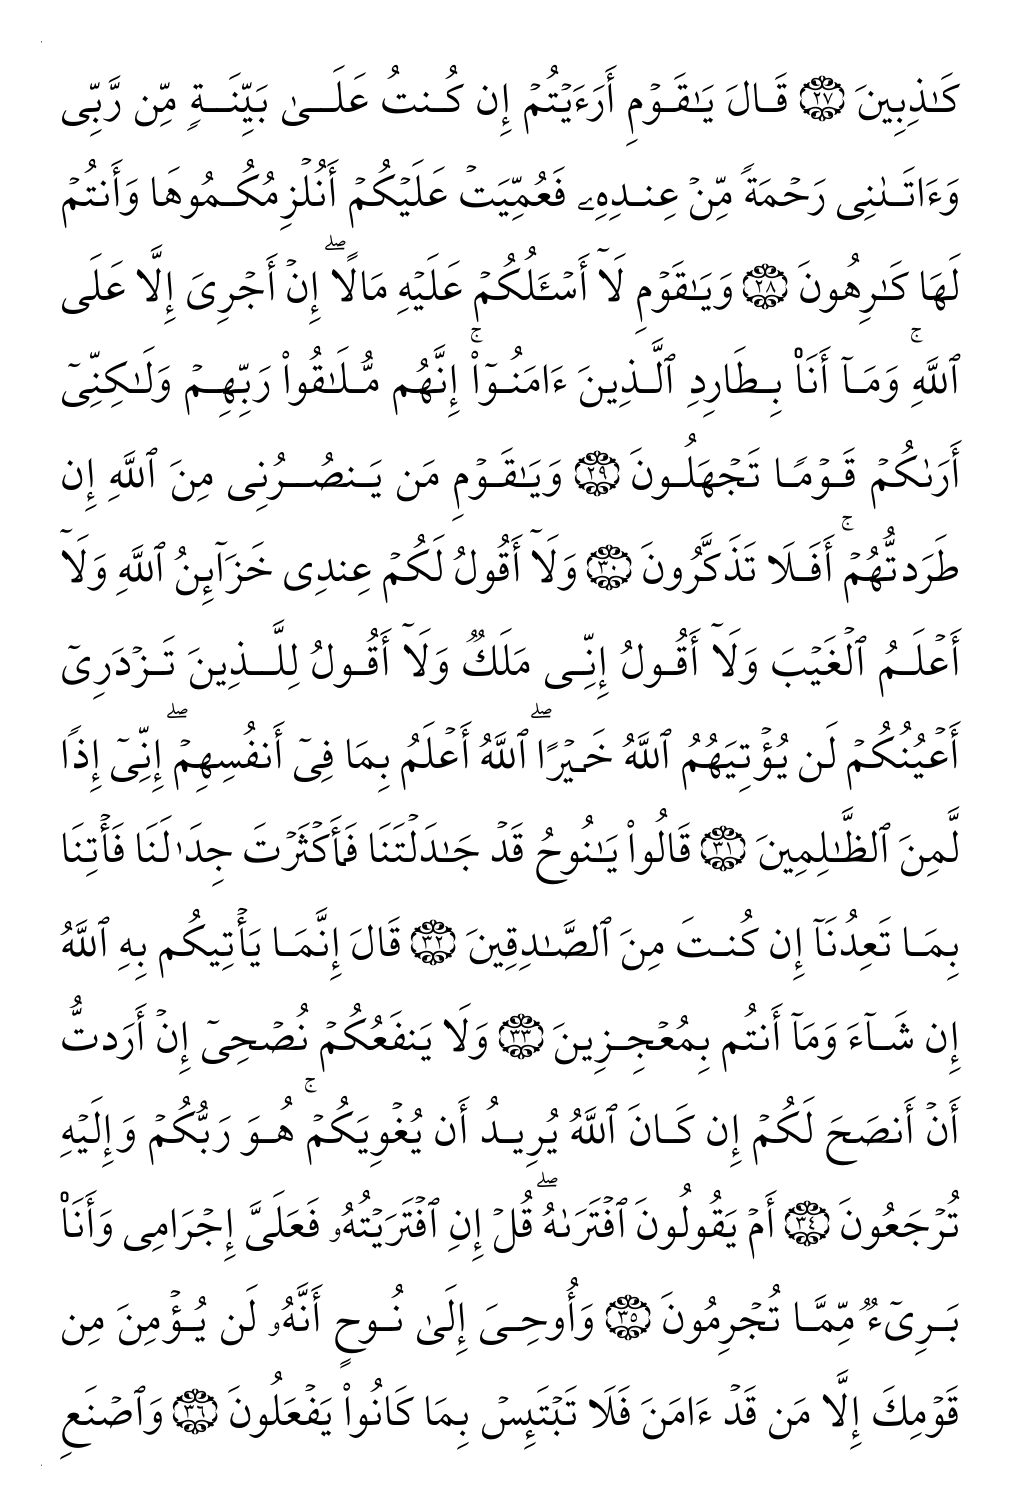 كَـٰذِبِينَ ٢٧ قَالَ يَـٰقَوۡمِ أَرَءَيۡتُمۡ إِن كُنتُ عَلَىٰ بَيِّنَةٍ مِّن رَّبِّى
وَءَاتَىٰنِى رَحۡمَةً مِّنۡ عِندِهِۦ فَعُمِّيَتۡ عَلَيۡكُمۡ أَنُلۡزِمُكُمُوهَا وَأَنتُمۡ
لَهَا كَـٰرِهُونَ ٢٨ وَيَـٰقَوۡمِ لَآ أَسۡـَٔلُكُمۡ عَلَيۡهِ مَالًاۖ إِنۡ أَجۡرِىَ إِلَّا عَلَى
ٱللَّهِۚ وَمَآ أَنَا۠ بِطَارِدِ ٱلَّذِينَ ءَامَنُوٓا۟ۚ إِنَّهُم مُّلَـٰقُوا۟ رَبِّهِمۡ وَلَـٰكِنِّىٓ
أَرَىٰكُمۡ قَوۡمًا تَجۡهَلُونَ ٢٩ وَيَـٰقَوۡمِ مَن يَنصُرُنِى مِنَ ٱللَّهِ إِن
طَرَدتُّهُمۡۚ أَفَلَا تَذَكَّرُونَ ٣٠ وَلَآ أَقُولُ لَكُمۡ عِندِى خَزَآئِنُ ٱللَّهِ وَلَآ
أَعۡلَمُ ٱلۡغَيۡبَ وَلَآ أَقُولُ إِنِّى مَلَكٌ وَلَآ أَقُولُ لِلَّذِينَ تَزۡدَرِىٓ
أَعۡيُنُكُمۡ لَن يُؤۡتِيَهُمُ ٱللَّهُ خَيۡرًاۖ ٱللَّهُ أَعۡلَمُ بِمَا فِىٓ أَنفُسِهِمۡۖ إِنِّىٓ إِذًا
لَّمِنَ ٱلظَّـٰلِمِينَ ٣١ قَالُوا۟ يَـٰنُوحُ قَدۡ جَـٰدَلۡتَنَا فَأَكۡثَرۡتَ جِدَٰلَنَا فَأۡتِنَا
بِمَا تَعِدُنَآ إِن كُنتَ مِنَ ٱلصَّـٰدِقِينَ ٣٢ قَالَ إِنَّمَا يَأۡتِيكُم بِهِ ٱللَّهُ
إِن شَآءَ وَمَآ أَنتُم بِمُعۡجِزِينَ ٣٣ وَلَا يَنفَعُكُمۡ نُصۡحِىٓ إِنۡ أَرَدتُّ
أَنۡ أَنصَحَ لَكُمۡ إِن كَانَ ٱللَّهُ يُرِيدُ أَن يُغۡوِيَكُمۡۚ هُوَ رَبُّكُمۡ وَإِلَيۡهِ
تُرۡجَعُونَ ٣٤ أَمۡ يَقُولُونَ ٱفۡتَرَىٰهُۖ قُلۡ إِنِ ٱفۡتَرَيۡتُهُۥ فَعَلَىَّ إِجۡرَامِى وَأَنَا۠
بَرِىٓءٌ مِّمَّا تُجۡرِمُونَ ٣٥ وَأُوحِىَ إِلَىٰ نُوحٍ أَنَّهُۥ لَن يُؤۡمِنَ مِن
قَوۡمِكَ إِلَّا مَن قَدۡ ءَامَنَ فَلَا تَبۡتَئِسۡ بِمَا كَانُوا۟ يَفۡعَلُونَ ٣٦ وَٱصۡنَعِ